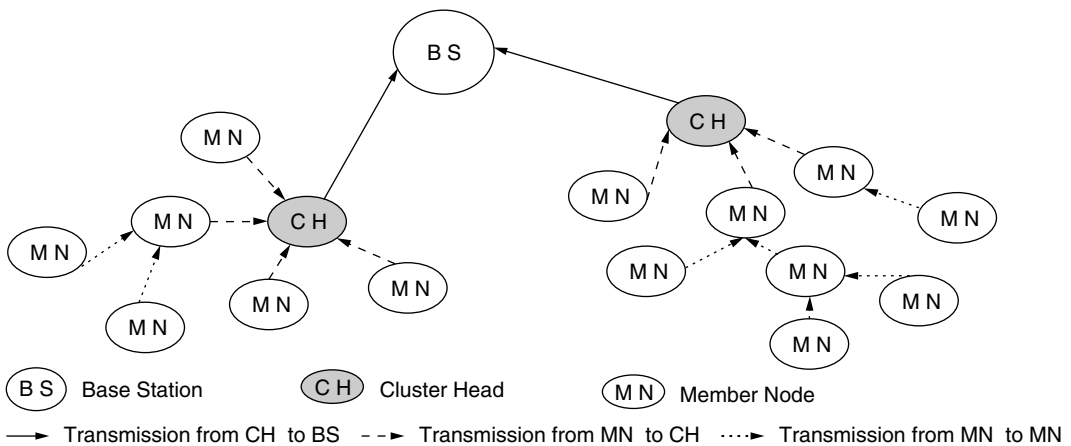 B S
C H
M N
M N
M N
M N
C H
M N
M N
M N
M N
M N
M N
M N
M N
M N
M N
M N
B S Base Station
C H Cluster Head
M N Member Node
Transmission from CH to BS
Transmission from MN to CH
Transmission from MN to MN